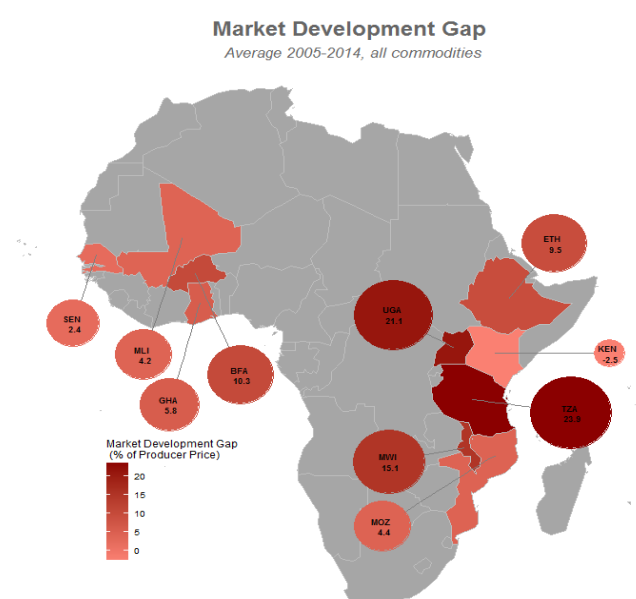 Market Development Gap
Average 2005-2014, all commodities
ETH
9.5
UGA
21.1
SEN
2.4
MLI
4.2
KEN
-2.5
BFA
10.3
GHA
5.8
TZA
23.9
Market Development Gap
(% of Producer Price)
20
15
10
5
0
MWI
15.1
MOZ
4.4